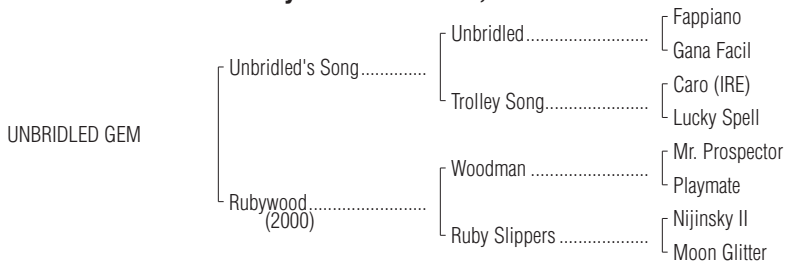 Fappiano
Unbridled..............................
Gana Facil
Unbridled's Song..............
Caro (IRE)
Trolley Song.........................
Lucky Spell
UNBRIDLED GEM
Mr. Prospector
Woodman ............................
Playmate
Rubywood.........................
(2000)
Nijinsky II
Ruby Slippers .....................
Moon Glitter